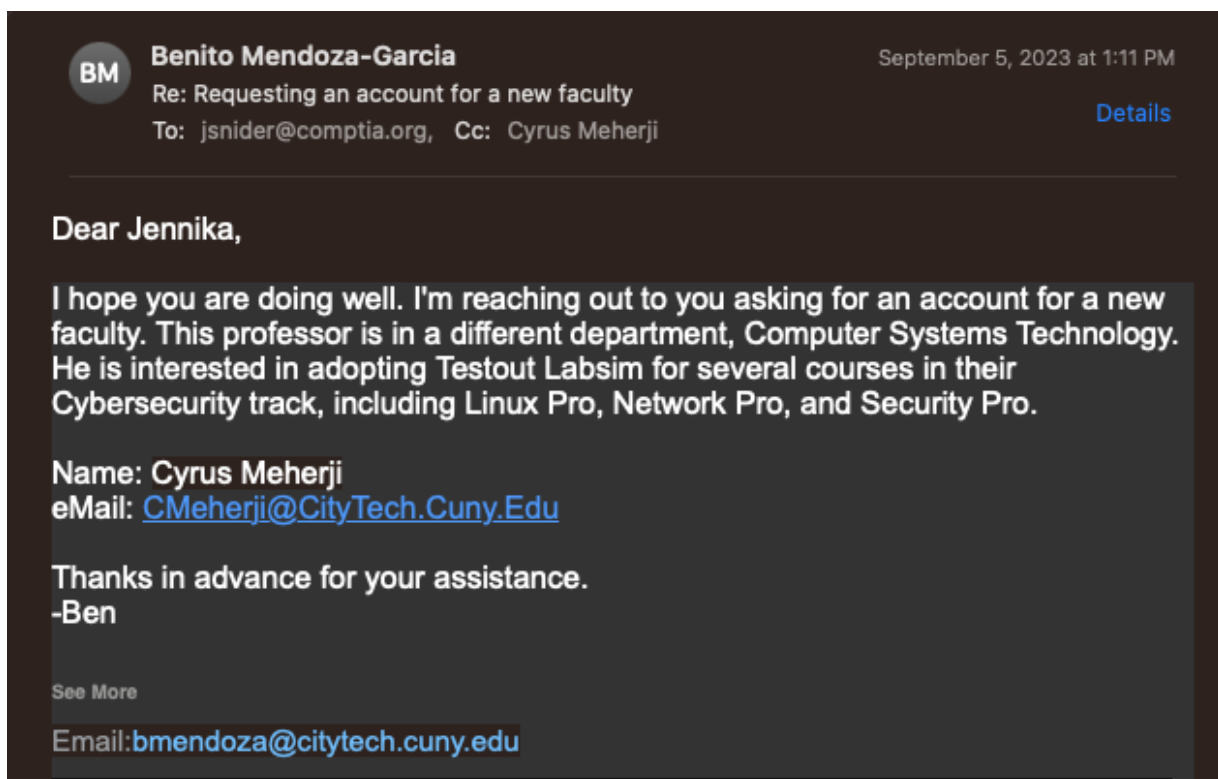 BM
Benito Mendoza-Garcia
September 5, 2023 at 1:11 PM
Re: Requesting an account for a new faculty
Details
To: jsnider@comptia.org, Cc: Cyrus Meherji
Dear Jennika,
I hope you are doing well. I'm reaching out to you asking for an account for a new
faculty. This professor is in a different department, Computer Systems Technology.
He is interested in adopting Testout Labsim for several courses in their
Cybersecurity track, including Linux Pro, Network Pro, and Security Pro.
Name: Cyrus Meherji
eMail: CMeherji@CityTech.Cuny.Edu
Thanks in advance for your assistance.
-Ben
See More
Email:bmendoza@citytech.cuny.edu